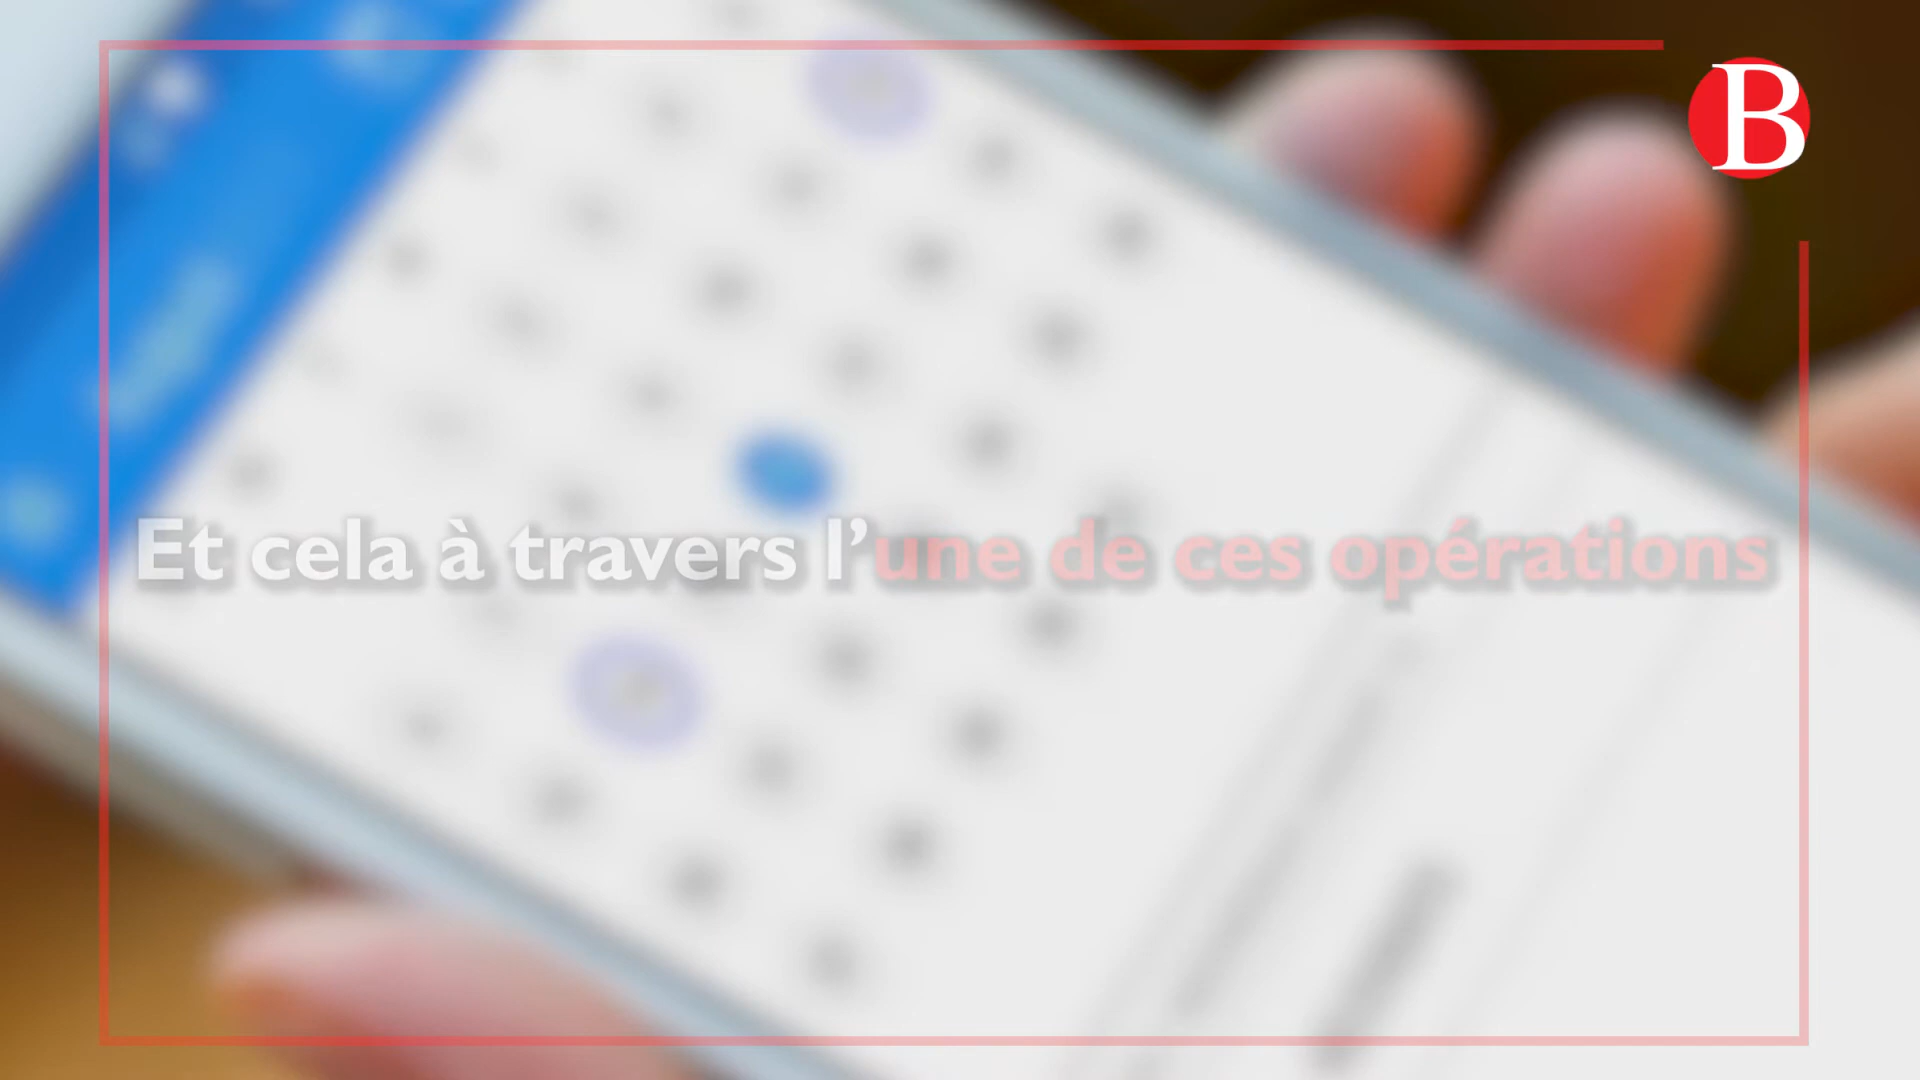 B
Et cela à travers l’une de ces opérations